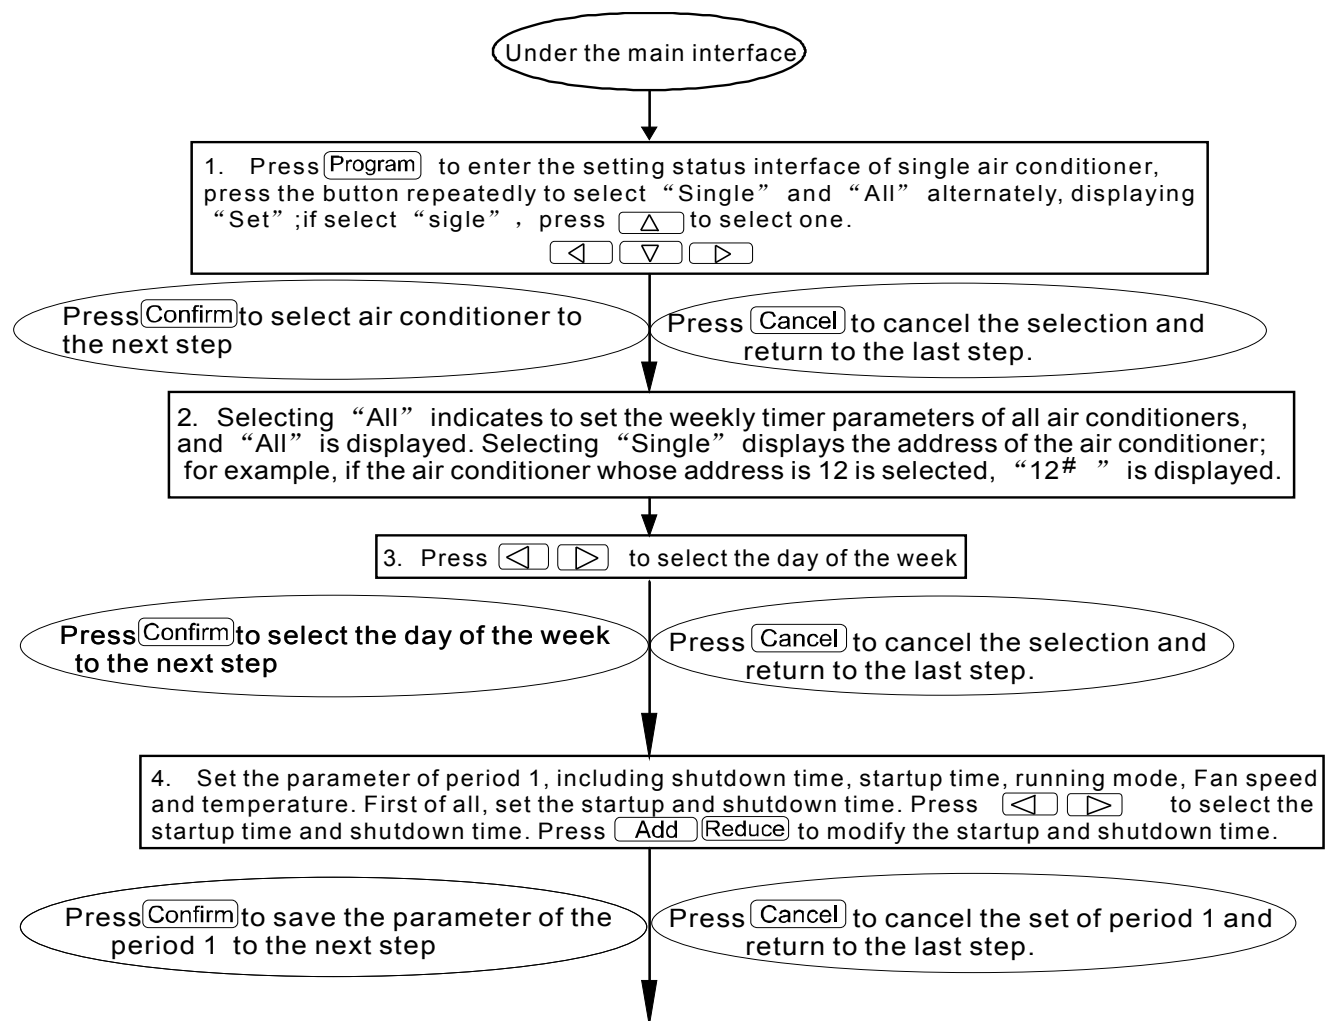 Under the main interface
1. Press Program to enter the setting status interface of single air conditioner,
press the button repeatedly to select “Single” and “All” alternately, displaying
“Set” ;if select “sigle” , press △ to select one.
◁ ▽ ▷
Press Confirm to select air conditioner to
the next step
Press Cancel to cancel the selection and
return to the last step.
2. Selecting “All” indicates to set the weekly timer parameters of all air conditioners,
and “All” is displayed. Selecting “Single” displays the address of the air conditioner;
for example, if the air conditioner whose address is 12 is selected, “12# ” is displayed.
3. Press ◁ ▷ to select the day of the week
Press Confirm to select the day of the week
to the next step
Press Cancel to cancel the selection and
return to the last step.
4. Set the parameter of period 1, including shutdown time, startup time, running mode, Fan speed
and temperature. First of all, set the startup and shutdown time. Press ◁ ▷ to select the
startup time and shutdown time. Press Add Reduce to modify the startup and shutdown time.
Press Confirm to save the parameter of the
period 1 to the next step
Press Cancel to cancel the set of period 1 and
return to the last step.